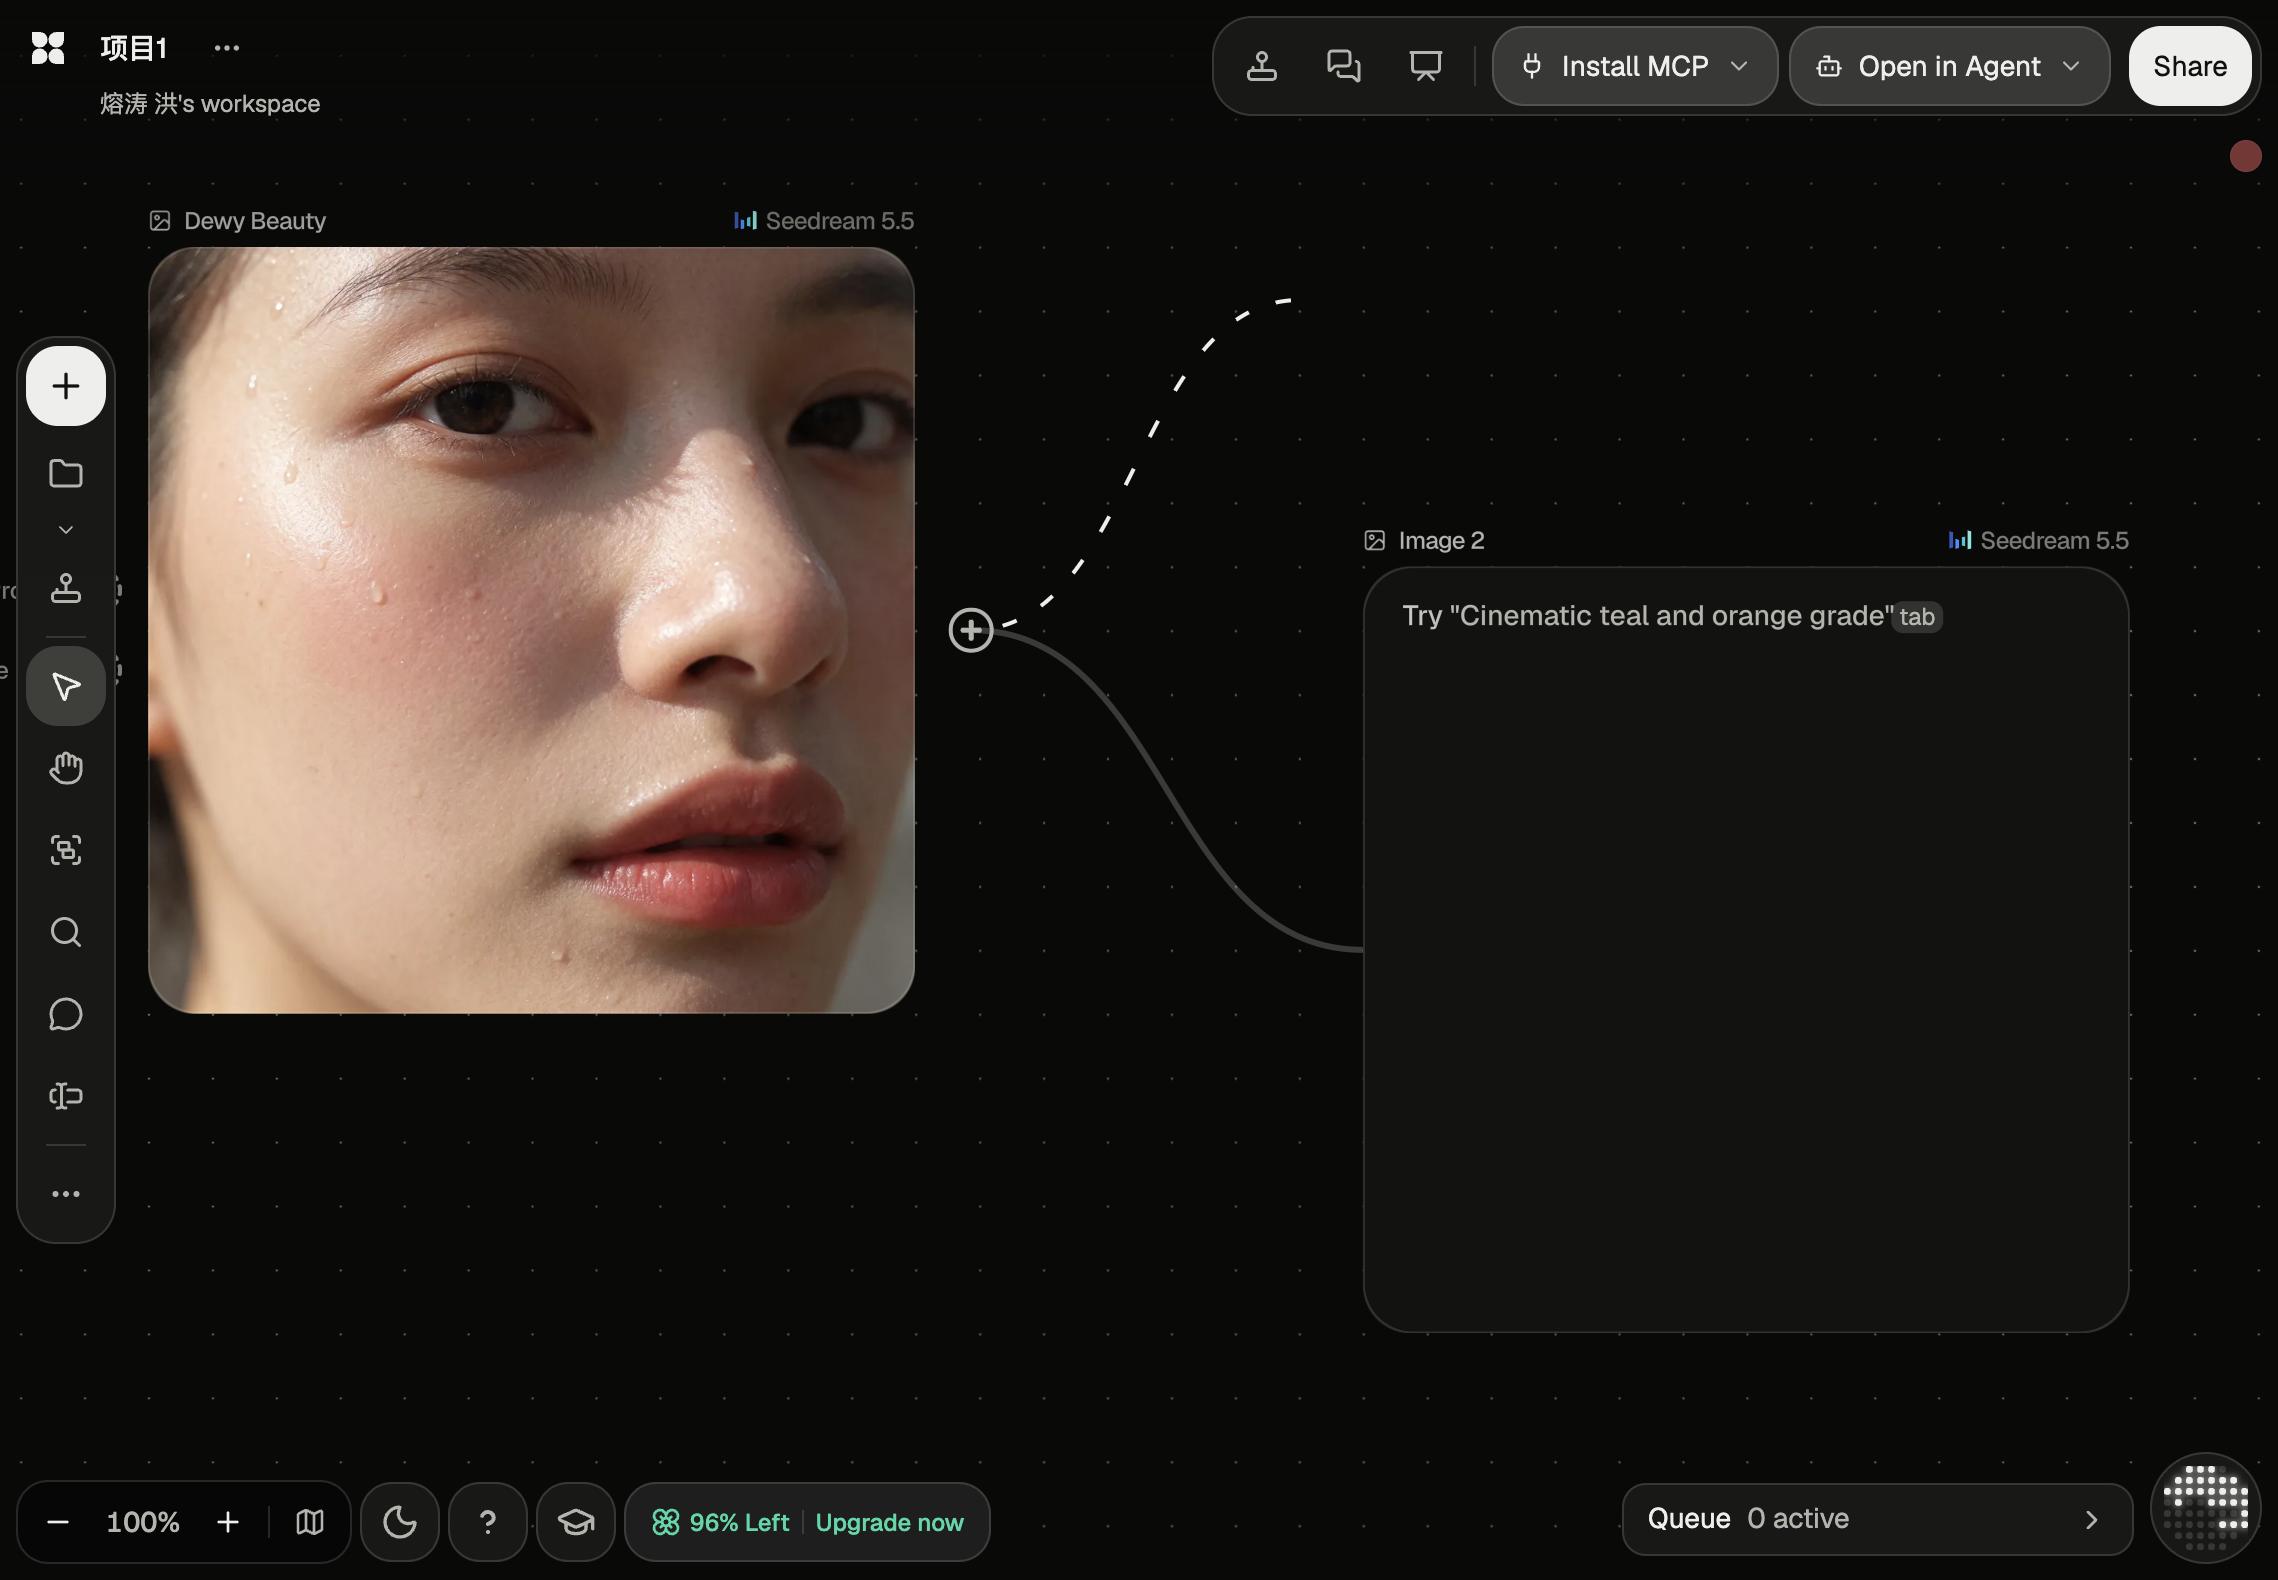 项目1
熔涛 洪's workspace
Install MCP
Open in Agent
Share
Dewy Beauty
Seedream 5.5
Image 2
Seedream 5.5
Try "Cinematic teal and orange grade" tab
100%
?
96% Left
Upgrade now
Queue 0 active